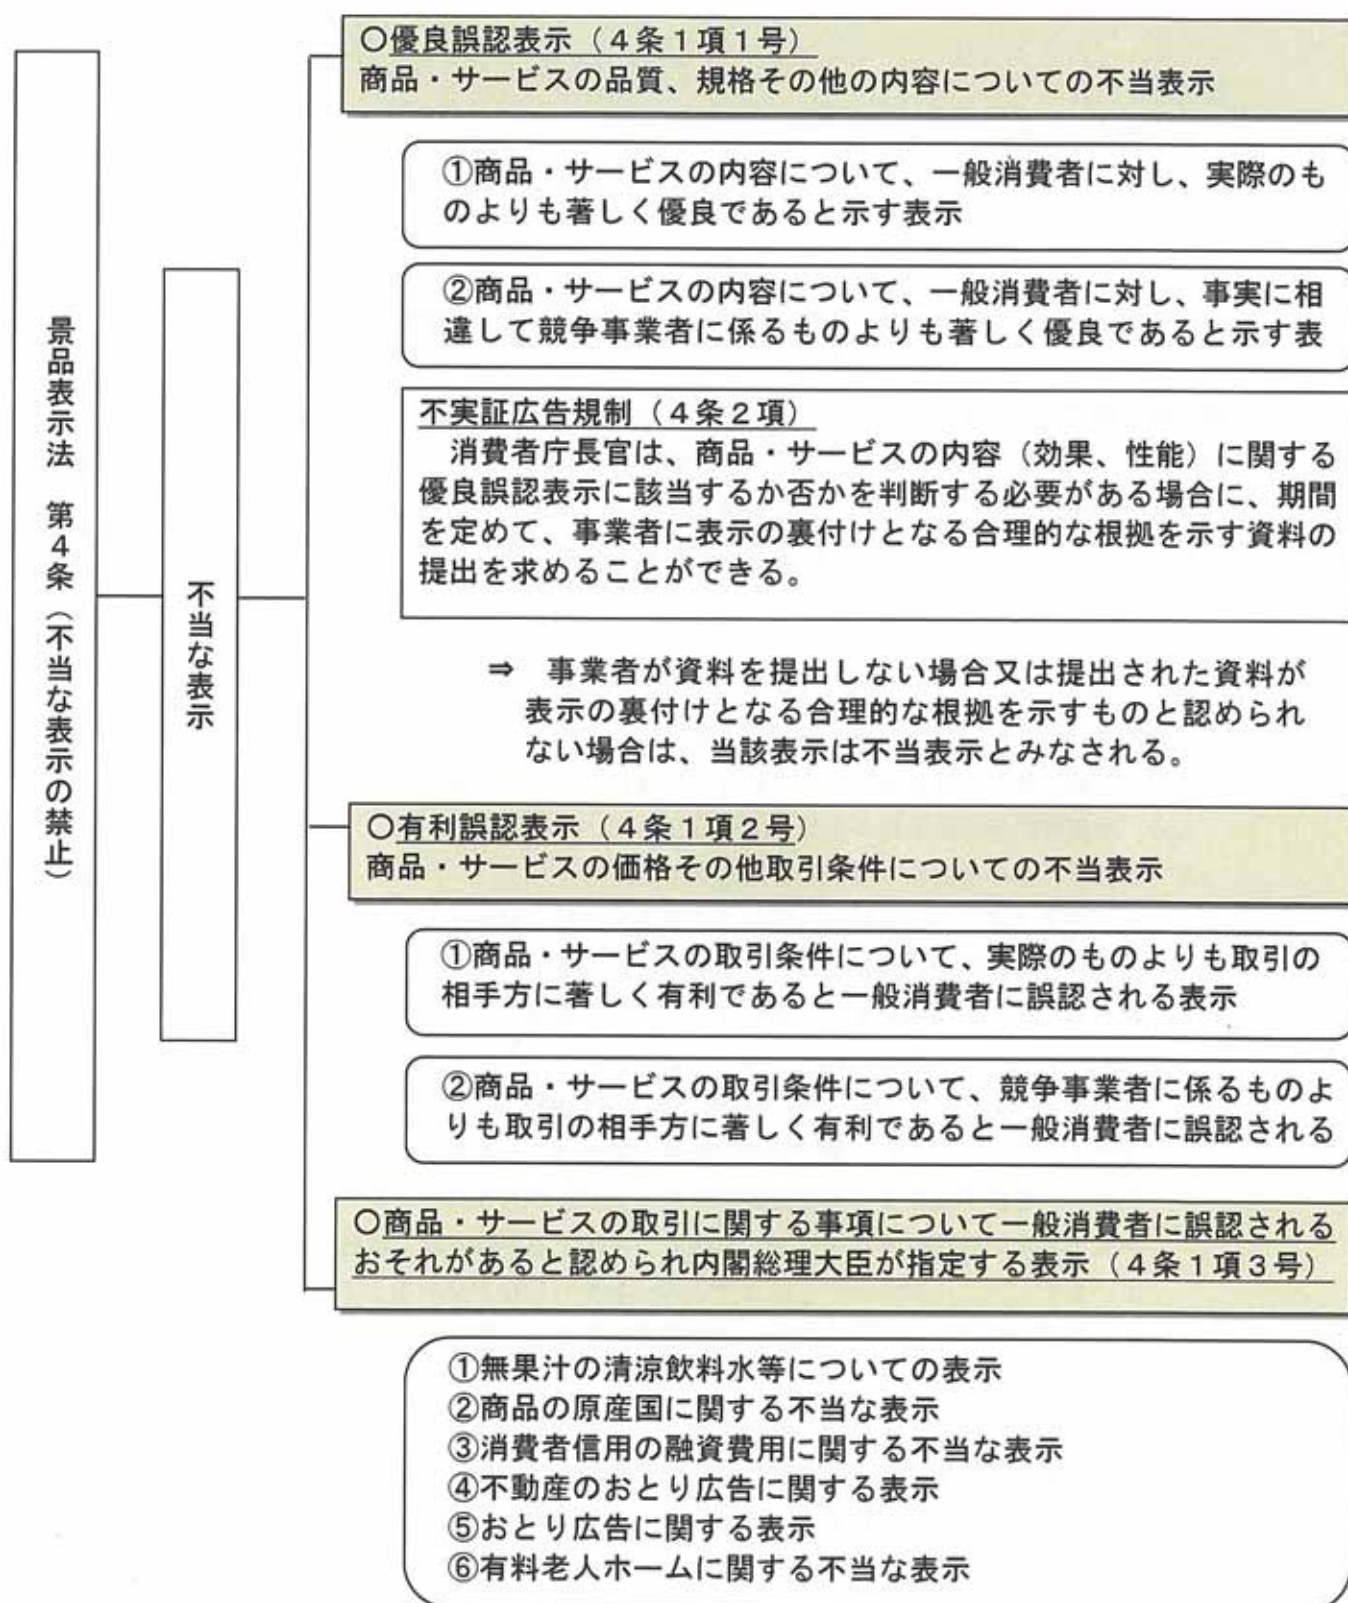 景品表示法 第4条（不当な表示の禁止）
不当な表示
○優良誤認表示（４条１項１号）
商品・サービスの品質、規格その他の内容についての不当表示
①商品・サービスの内容について、一般消費者に対し、実際のも
のよりも著しく優良であると示す表示
②商品・サービスの内容について、一般消費者に対し、事実に相
違して競争事業者に係るものよりも著しく優良であると示す表
不実証広告規制（４条２項）
消費者庁長官は、商品・サービスの内容（効果、性能）に関する
優良誤認表示に該当するか否かを判断する必要がある場合に、期間
を定めて、事業者に表示の裏付けとなる合理的な根拠を示す資料の
提出を求めることができる。
⇒ 事業者が資料を提出しない場合又は提出された資料が
表示の裏付けとなる合理的な根拠を示すものと認められ
ない場合は、当該表示は不当表示とみなされる。
○有利誤認表示（４条１項２号）
商品・サービスの価格その他取引条件についての不当表示
①商品・サービスの取引条件について、実際のものよりも取引の
相手方に著しく有利であると一般消費者に誤認される表示
②商品・サービスの取引条件について、競争事業者に係るものよ
りも取引の相手方に著しく有利であると一般消費者に誤認される
○商品・サービスの取引に関する事項について一般消費者に誤認される
おそれがあると認められ内閣総理大臣が指定する表示（４条１項３号）
①無果汁の清涼飲料水等についての表示
②商品の原産国に関する不当な表示
③消費者信用の融資費用に関する不当な表示
④不動産のおとり広告に関する表示
⑤おとり広告に関する表示
⑥有料老人ホームに関する不当な表示